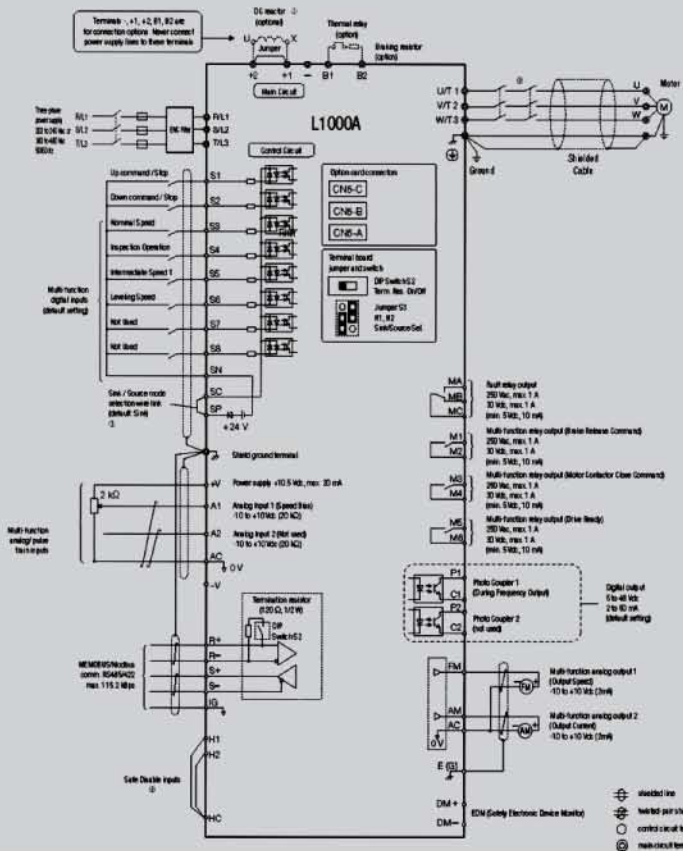 Terminals -, +1, +2, B1, B2 are
for connection options. Never connect
power supply lines to these terminals
DC reactor
(optional)
U X
Jumper
+2 +1 − B1 B2
Thermal relay
(option)
Braking resistor
(option)
Main Circuit
L1000A
Three phase
power supply
R/L1
S/L2
T/L3
EMC Filter
R/L1
S/L2
T/L3
U/T1
V/T2
W/T3
U
V
W
Motor
M
Ground
Shielded
Cable
Control Circuit
Up command / Stop
S1
Down command / Stop
S2
Nominal Speed
S3
Inspection Operation
S4
Intermediate Speed 1
S5
Leveling Speed
S6
Not Used
S7
Not Used
S8
SN
SC
SP
+24 V
Multi-function
digital inputs
(default setting)
Sink / Source mode
selection wire link
(default: Sink)
Option card connectors
CN5-C
CN5-B
CN5-A
Terminal board
jumper and switch
DIP Switch S2
Term. Res. On/Off
Jumper S3
H1, H2
Sink/Source Sel.
MA
MB
MC
Fault relay output
250 Vac, max. 1 A
30 Vdc, max. 1 A
(min. 5 Vdc, 10 mA)
M1
M2
Multi-function relay output (Brake Release Command)
250 Vac, max. 1 A
30 Vdc, max. 1 A
(min. 5 Vdc, 10 mA)
M3
M4
Multi-function relay output (Motor Contactor Close Command)
250 Vac, max. 1 A
30 Vdc, max. 1 A
(min. 5 Vdc, 10 mA)
M5
M6
Multi-function relay output (Drive Ready)
250 Vac, max. 1 A
30 Vdc, max. 1 A
(min. 5 Vdc, 10 mA)
Shield ground terminal
+V
Power supply +10.5 Vdc, max. 20 mA
2 kΩ
A1
Analog Input 1 (Speed Bias)
-10 to +10 Vdc (20 kΩ)
A2
Analog Input 2 (Not used)
-10 to +10 Vdc (20 kΩ)
AC
0 V
-V
Multi-function
analog/ pulse
train inputs
P1
C1
Photo Coupler 1
(During Frequency Output)
P2
C2
Photo Coupler 2
(not used)
Digital output
5 to 48 Vdc
2 to 50 mA
(default setting)
Termination resistor
(120 Ω, 1/2 W)
DIP
Switch S2
R+
R−
S+
S−
IG
MEMOBUS/Modbus
comm. RS485/422
max. 115.2 kBps
FM
AM
AC
0V
E (G)
FM
AM
Multi-function analog output 1
(Output Speed)
-10 to +10 Vdc (2mA)
Multi-function analog output 2
(Output Current)
-10 to +10 Vdc (2mA)
H1
H2
HC
Safe Disable inputs
DM+
DM−
EDM (Safety Electronic Device Monitor)
shielded line
twisted-pair
control circuit
main circuit